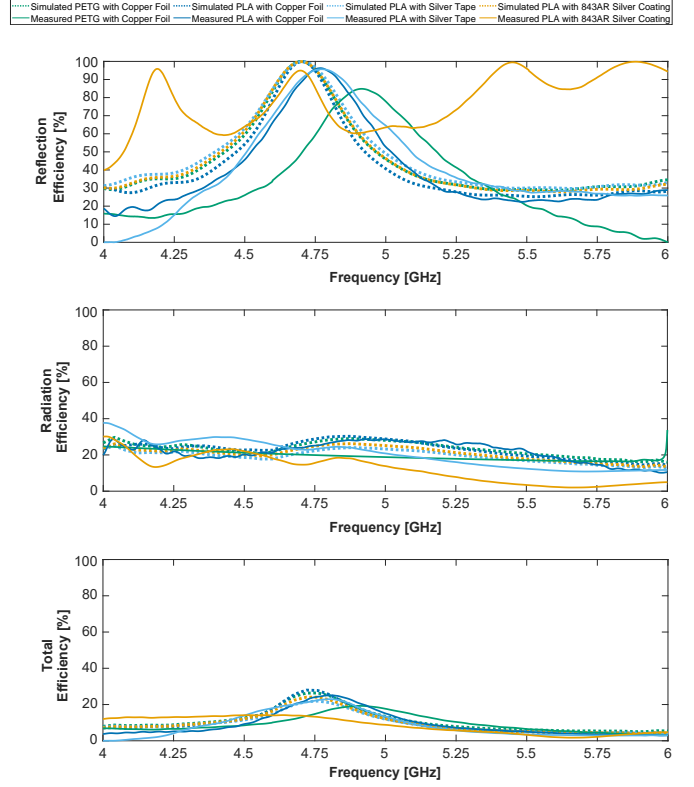 Simulated PETG with Copper Foil Simulated PLA with Copper Foil Simulated PLA with Silver Tape Simulated PLA with 843AR Silver Coating
Measured PETG with Copper Foil Measured PLA with Copper Foil Measured PLA with Silver Tape Measured PLA with 843AR Silver Coating
100
90
80
70
60
50
40
30
20
10
0
Reflection
Efficiency [%]
4 4.25 4.5 4.75 5 5.25 5.5 5.75 6
Frequency [GHz]
100
80
60
40
20
0
Radiation
Efficiency [%]
4 4.25 4.5 4.75 5 5.25 5.5 5.75 6
Frequency [GHz]
100
80
60
40
20
0
Total
Efficiency [%]
4 4.25 4.5 4.75 5 5.25 5.5 5.75 6
Frequency [GHz]